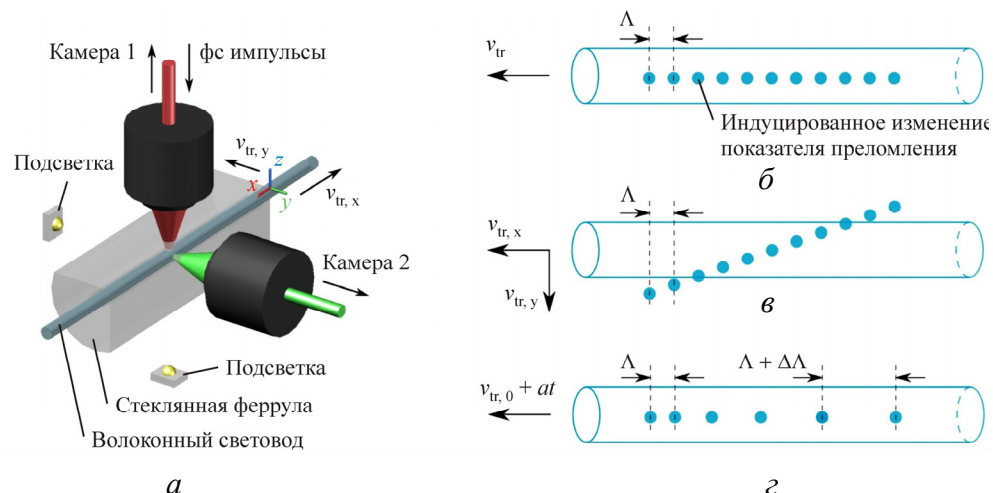 Камера 1
фс импульсы
Подсветка
v_tr, y
z
x
y
v_tr, x
Камера 2
Подсветка
Стеклянная феррула
Волоконный световод
а
Λ
v_tr
Индуцированное изменение
показателя преломления
б
Λ
v_tr, x
v_tr, y
в
Λ
Λ + ΔΛ
v_tr, 0 + at
г